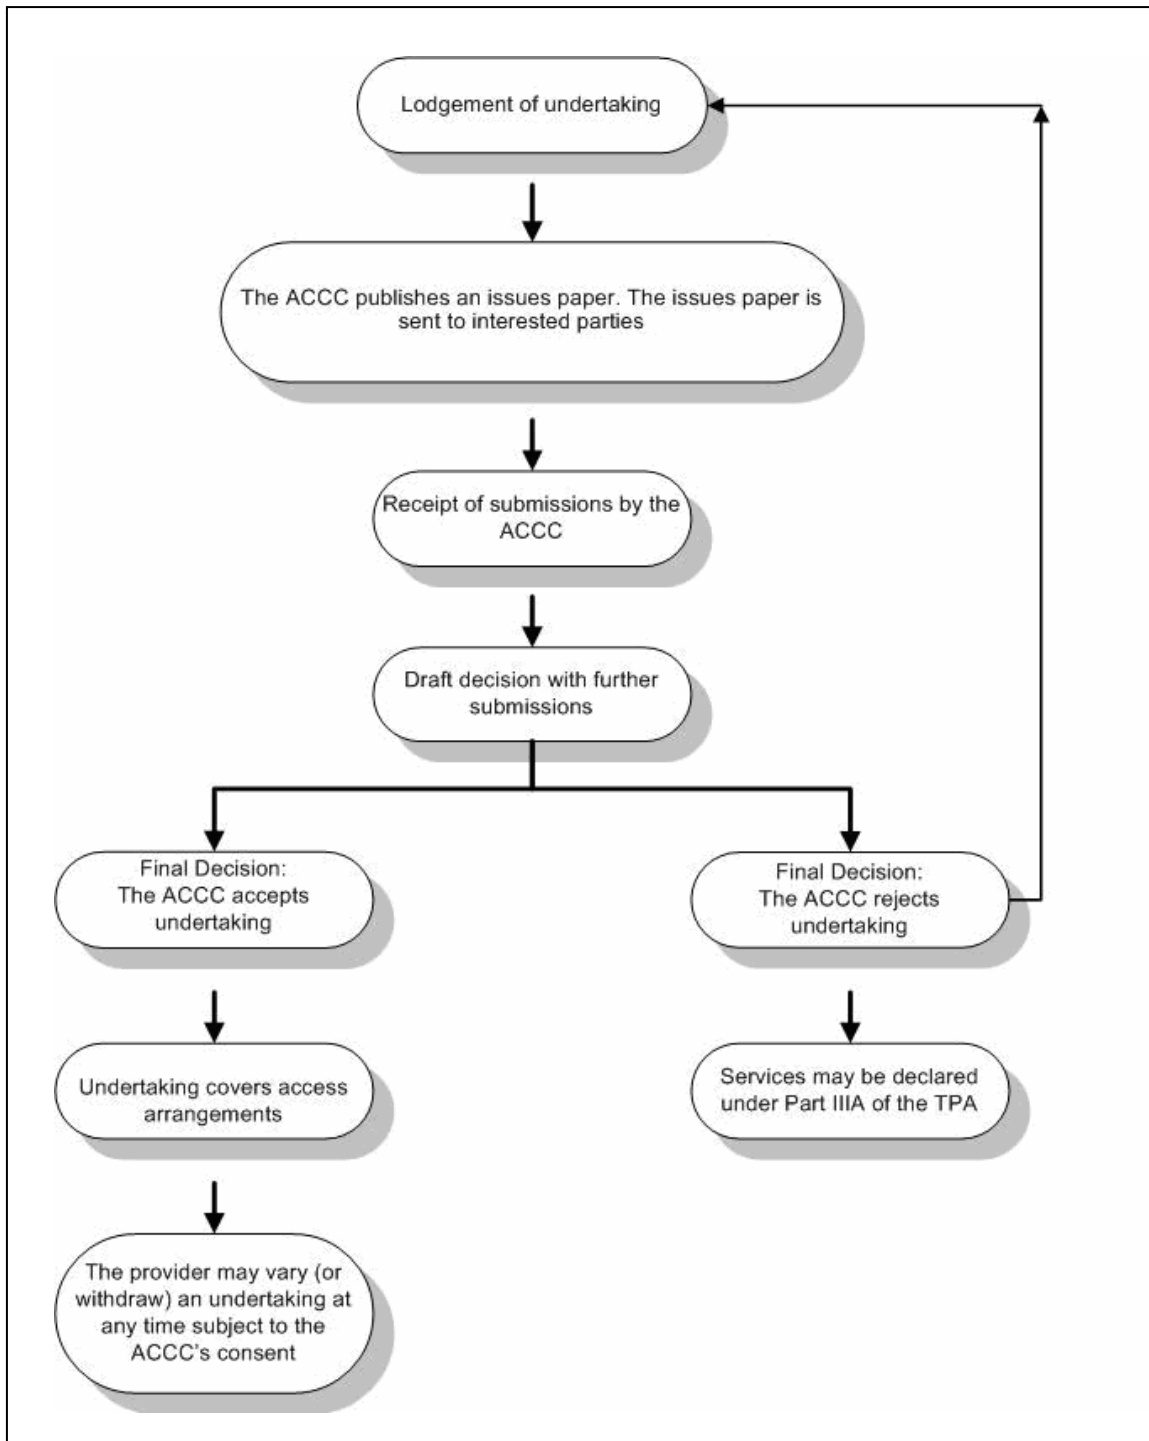 Lodgement of undertaking
The ACCC publishes an issues paper. The issues paper is
sent to interested parties
Receipt of submissions by the
ACCC
Draft decision with further
submissions
Final Decision:
The ACCC accepts
undertaking
Final Decision:
The ACCC rejects
undertaking
Undertaking covers access
arrangements
Services may be declared
under Part IIIA of the TPA
The provider may vary (or
withdraw) an undertaking at
any time subject to the
ACCC's consent